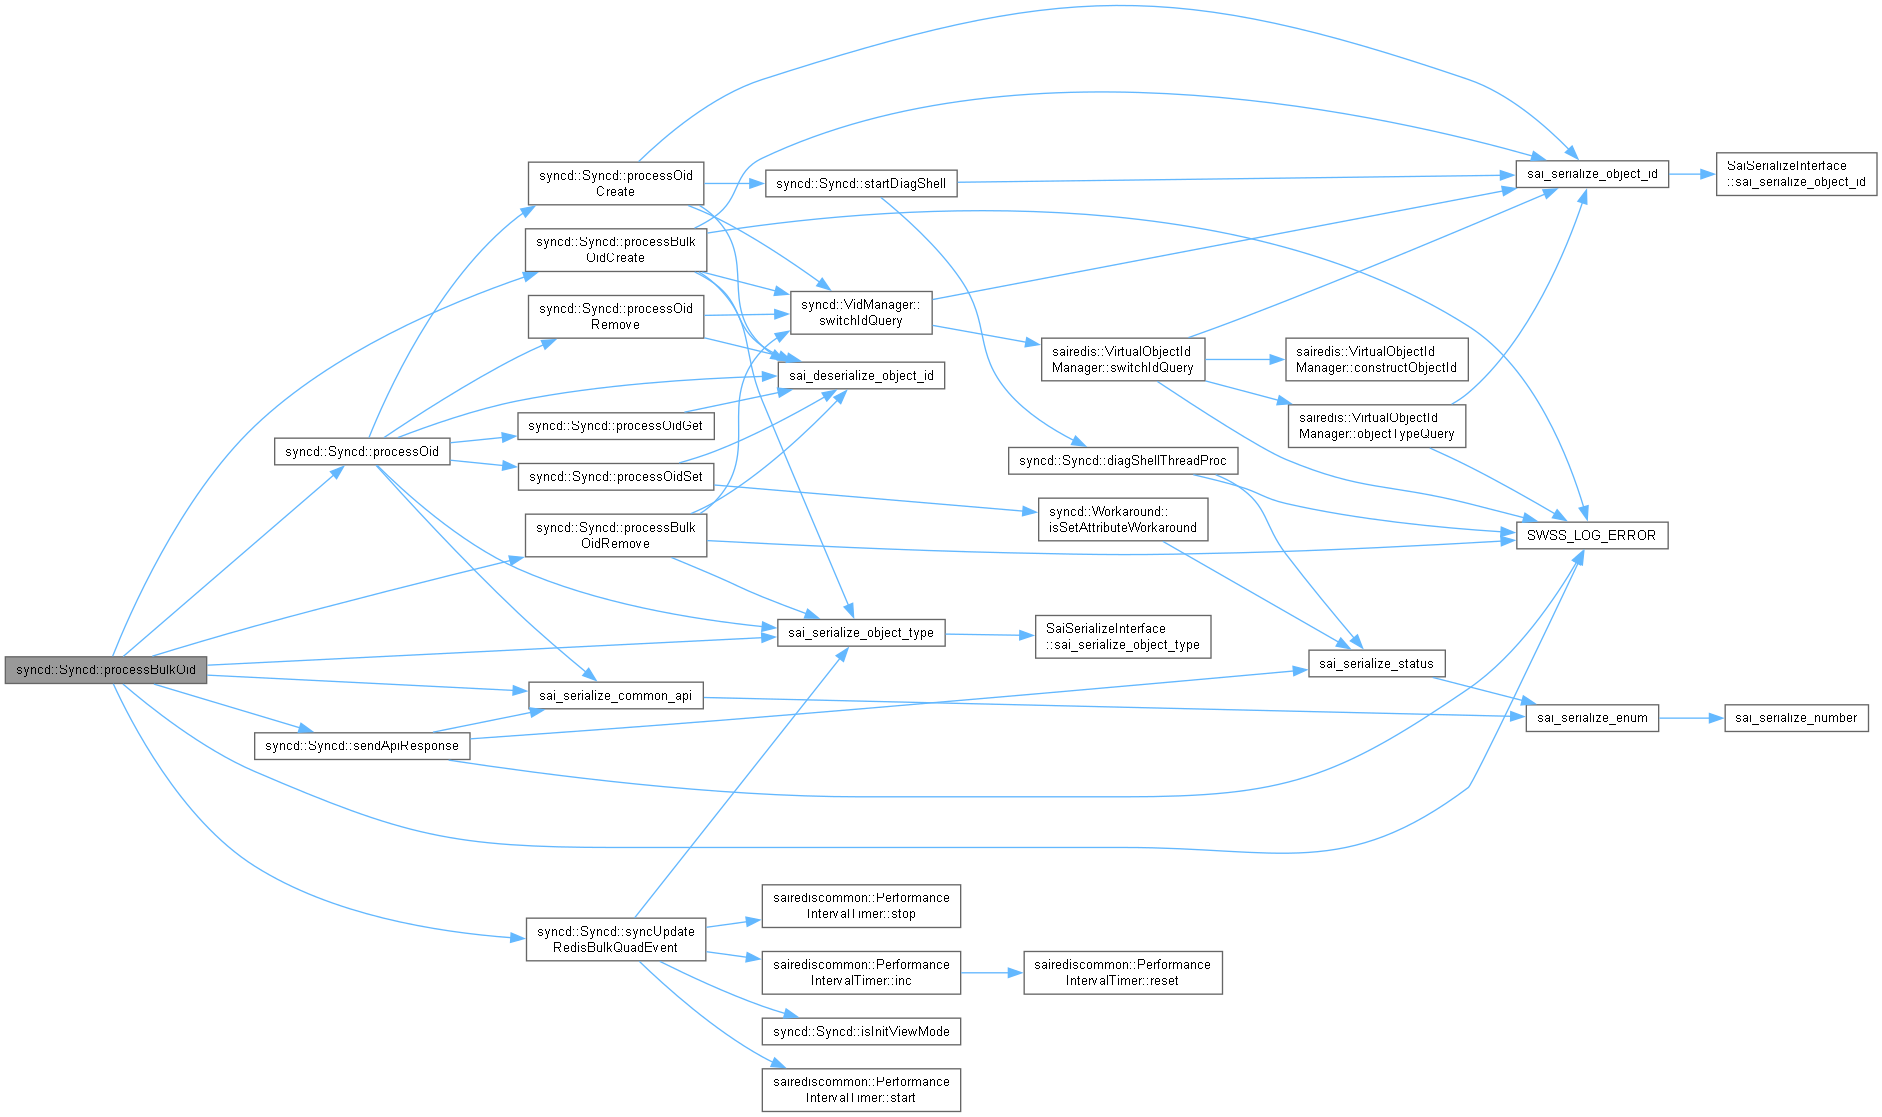 syncd::Syncd::processOid
Create
syncd::Syncd::startDiagShell
sai_serialize_object_id
SaiSerializeInterface
::sai_serialize_object_id
syncd::Syncd::processBulk
OidCreate
syncd::Syncd::processOid
Remove
syncd::VidManager::
switchIdQuery
sairedis::VirtualObjectId
Manager::switchIdQuery
sairedis::VirtualObjectId
Manager::constructObjectId
sai_deserialize_object_id
sairedis::VirtualObjectId
Manager::objectTypeQuery
syncd::Syncd::processOidGet
syncd::Syncd::processOid
syncd::Syncd::diagShellThreadProc
syncd::Syncd::processOidSet
syncd::Workaround::
isSetAttributeWorkaround
syncd::Syncd::processBulk
OidRemove
SWSS_LOG_ERROR
sai_serialize_object_type
SaiSerializeInterface
::sai_serialize_object_type
syncd::Syncd::processBulkOid
sai_serialize_status
sai_serialize_common_api
sai_serialize_enum
sai_serialize_number
syncd::Syncd::sendApiResponse
sairediscommon::Performance
IntervalTimer::stop
syncd::Syncd::syncUpdate
RedisBulkQuadEvent
sairediscommon::Performance
IntervalTimer::inc
sairediscommon::Performance
IntervalTimer::reset
syncd::Syncd::isInitViewMode
sairediscommon::Performance
IntervalTimer::start